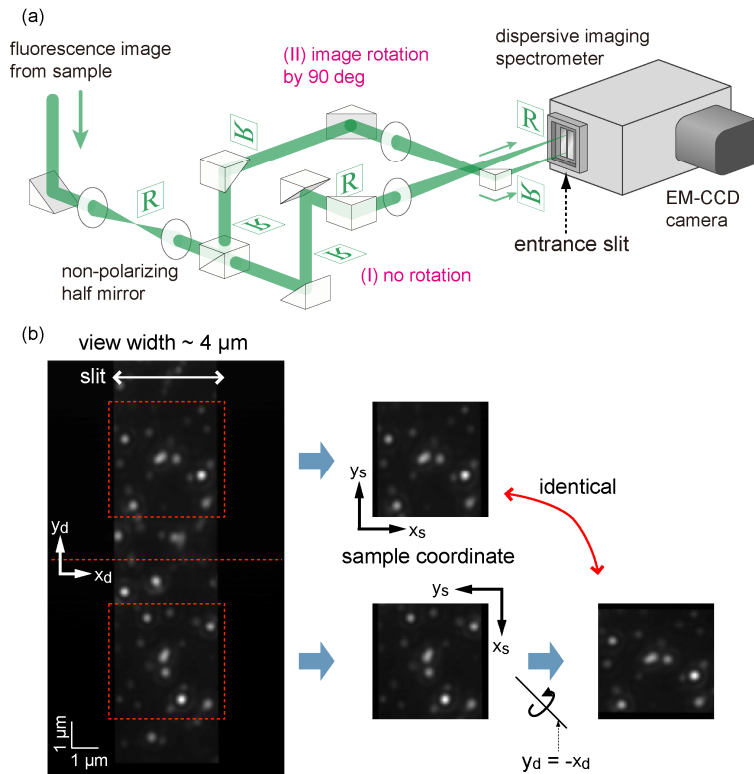 (a)
fluorescence image
from sample
(II) image rotation
by 90 deg
dispersive imaging
spectrometer
R
R
R
R
R
R
R
EM-CCD
camera
entrance slit
non-polarizing
half mirror
(I) no rotation
(b)
view width ~ 4 µm
slit
yd
xd
ys
xs
identical
sample coordinate
ys
xs
1 µm
1 µm
yd = -xd